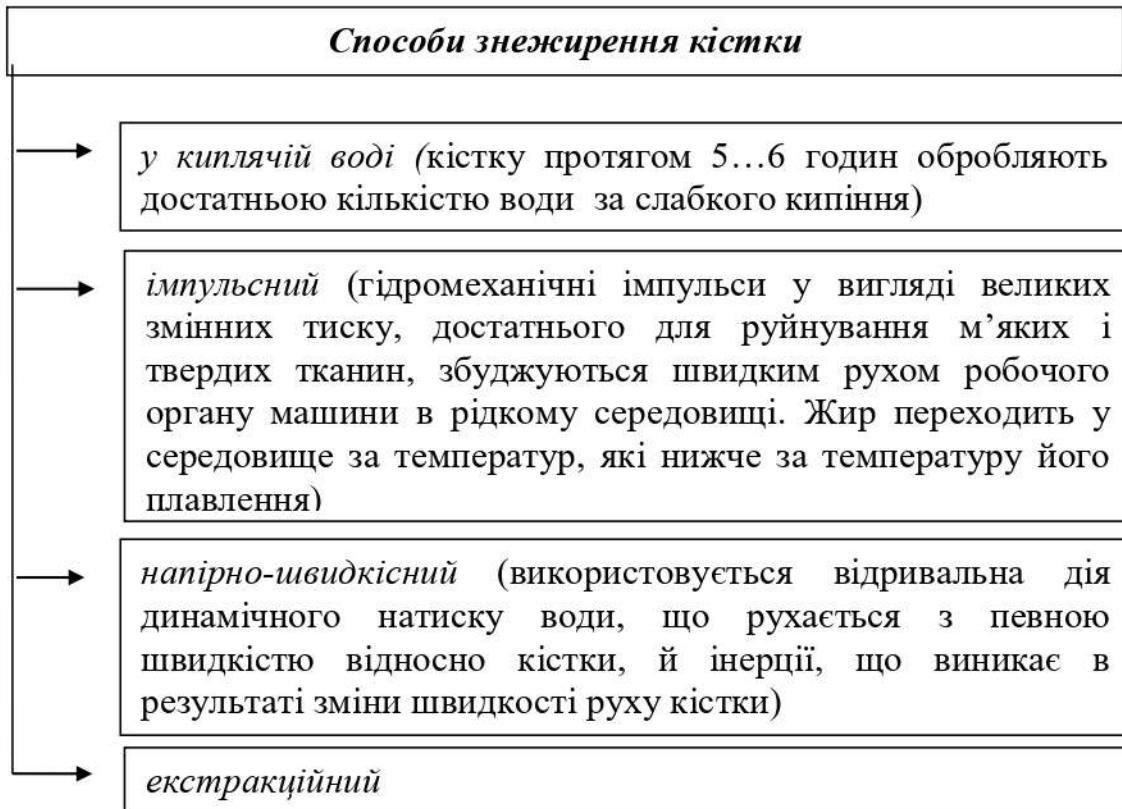 Способи знежирення кістки
у киплячій воді (кістку протягом 5…6 годин обробляють
достатньою кількістю води за слабкого кипіння)
імпульсний (гідромеханічні імпульси у вигляді великих
змінних тиску, достатнього для руйнування м’яких і
твердих тканин, збуджуються швидким рухом робочого
органу машини в рідкому середовищі. Жир переходить у
середовище за температур, які нижче за температуру його
плавлення)
напірно-швидкісний (використовується відривальна дія
динамічного натиску води, що рухається з певною
швидкістю відносно кістки, й інерції, що виникає в
результаті зміни швидкості руху кістки)
екстракційний